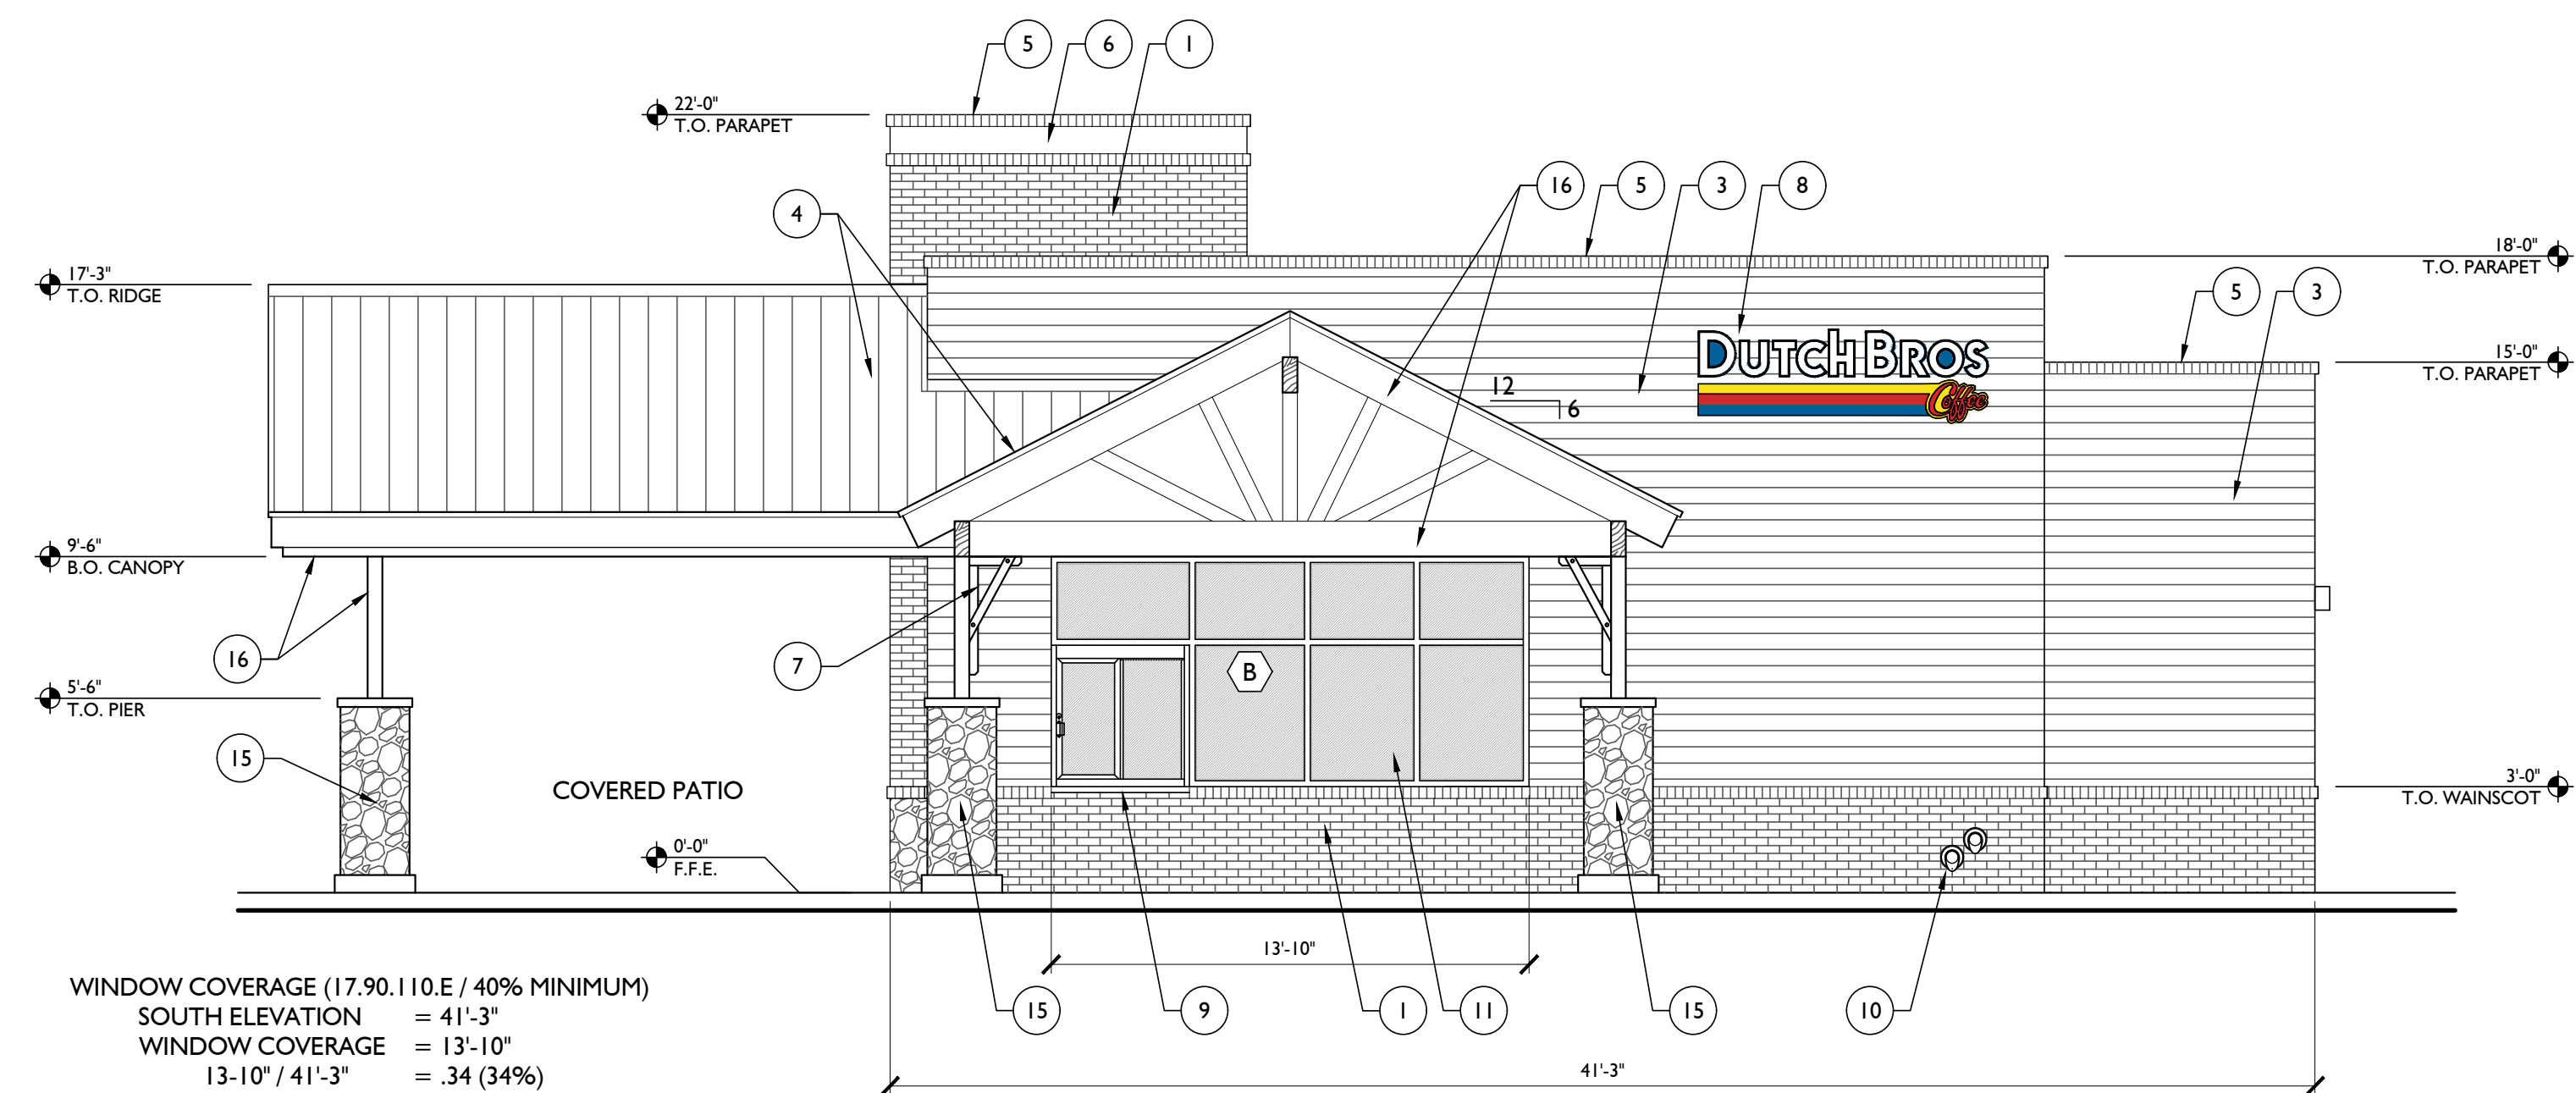 5
6
1
22'-0"
T.O. PARAPET
4
16
5
3
8
18'-0"
T.O. PARAPET
17'-3"
T.O. RIDGE
5
3
DUTCH BROS
Coffee
12
6
15'-0"
T.O. PARAPET
9'-6"
B.O. CANOPY
16
7
B
5'-6"
T.O. PIER
15
COVERED PATIO
3'-0"
T.O. WAINSCOT
0'-0"
F.F.E.
13'-10"
15
9
1
11
15
10
WINDOW COVERAGE (17.90.110.E / 40% MINIMUM)
SOUTH ELEVATION = 41'-3"
WINDOW COVERAGE = 13'-10"
13-10" / 41'-3" = .34 (34%)
41'-3"